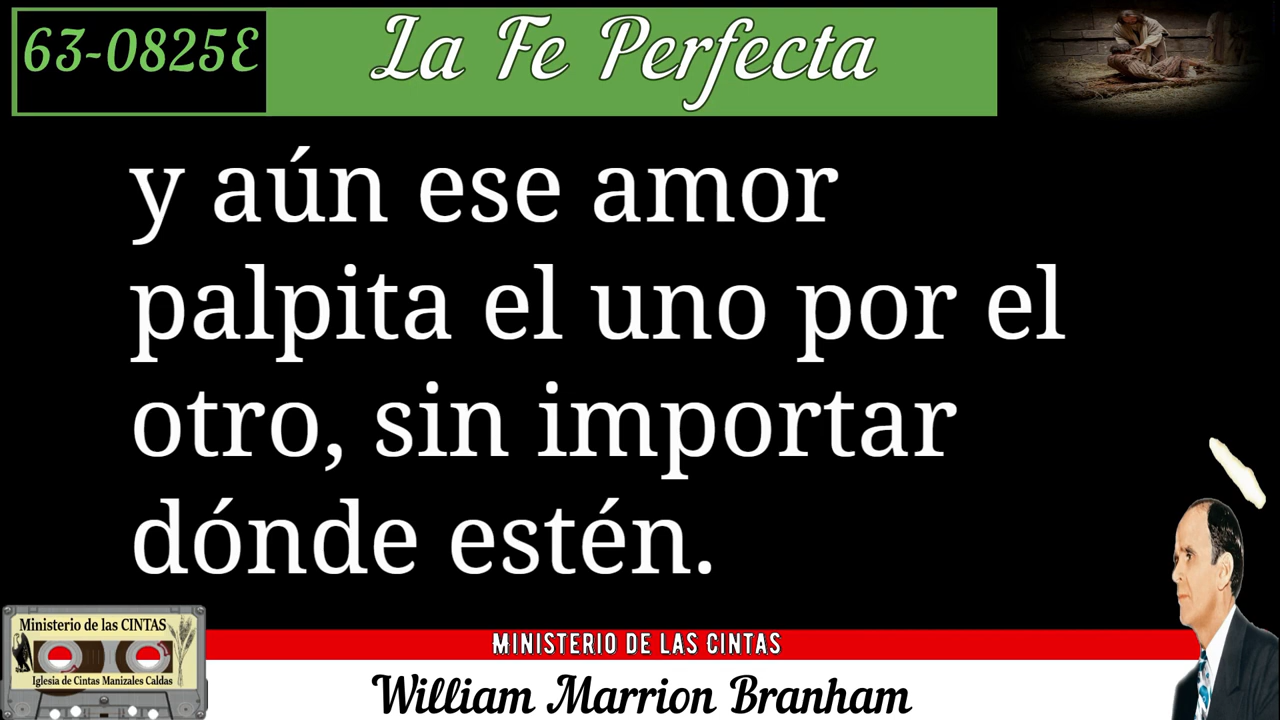 63-0825E
La Fe Perfecta
y aún ese amor
palpita el uno por el
otro, sin importar
dónde estén.
Ministerio de las CINTAS
Iglesia de Cintas Manizales Caldas
MINISTERIO DE LAS CINTAS
William Marrion Branham